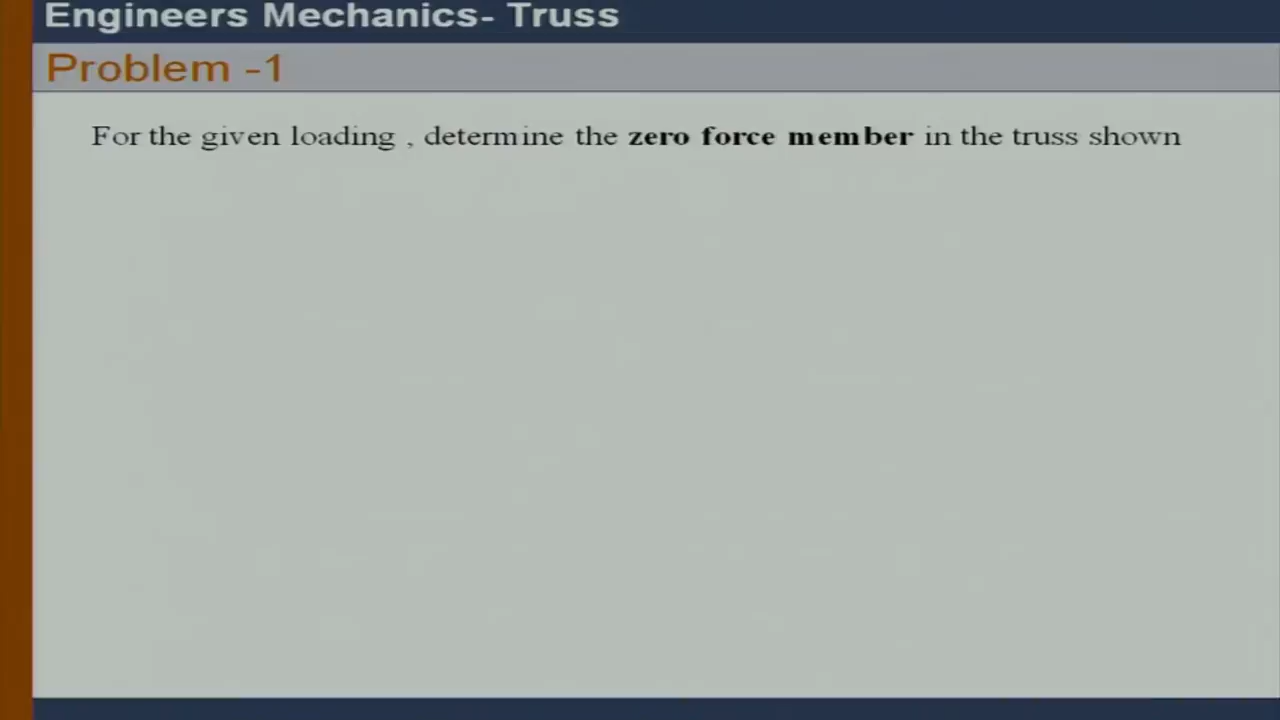 Engineers Mechanics- Truss
Problem -1
For the given loading , determine the zero force member in the truss shown